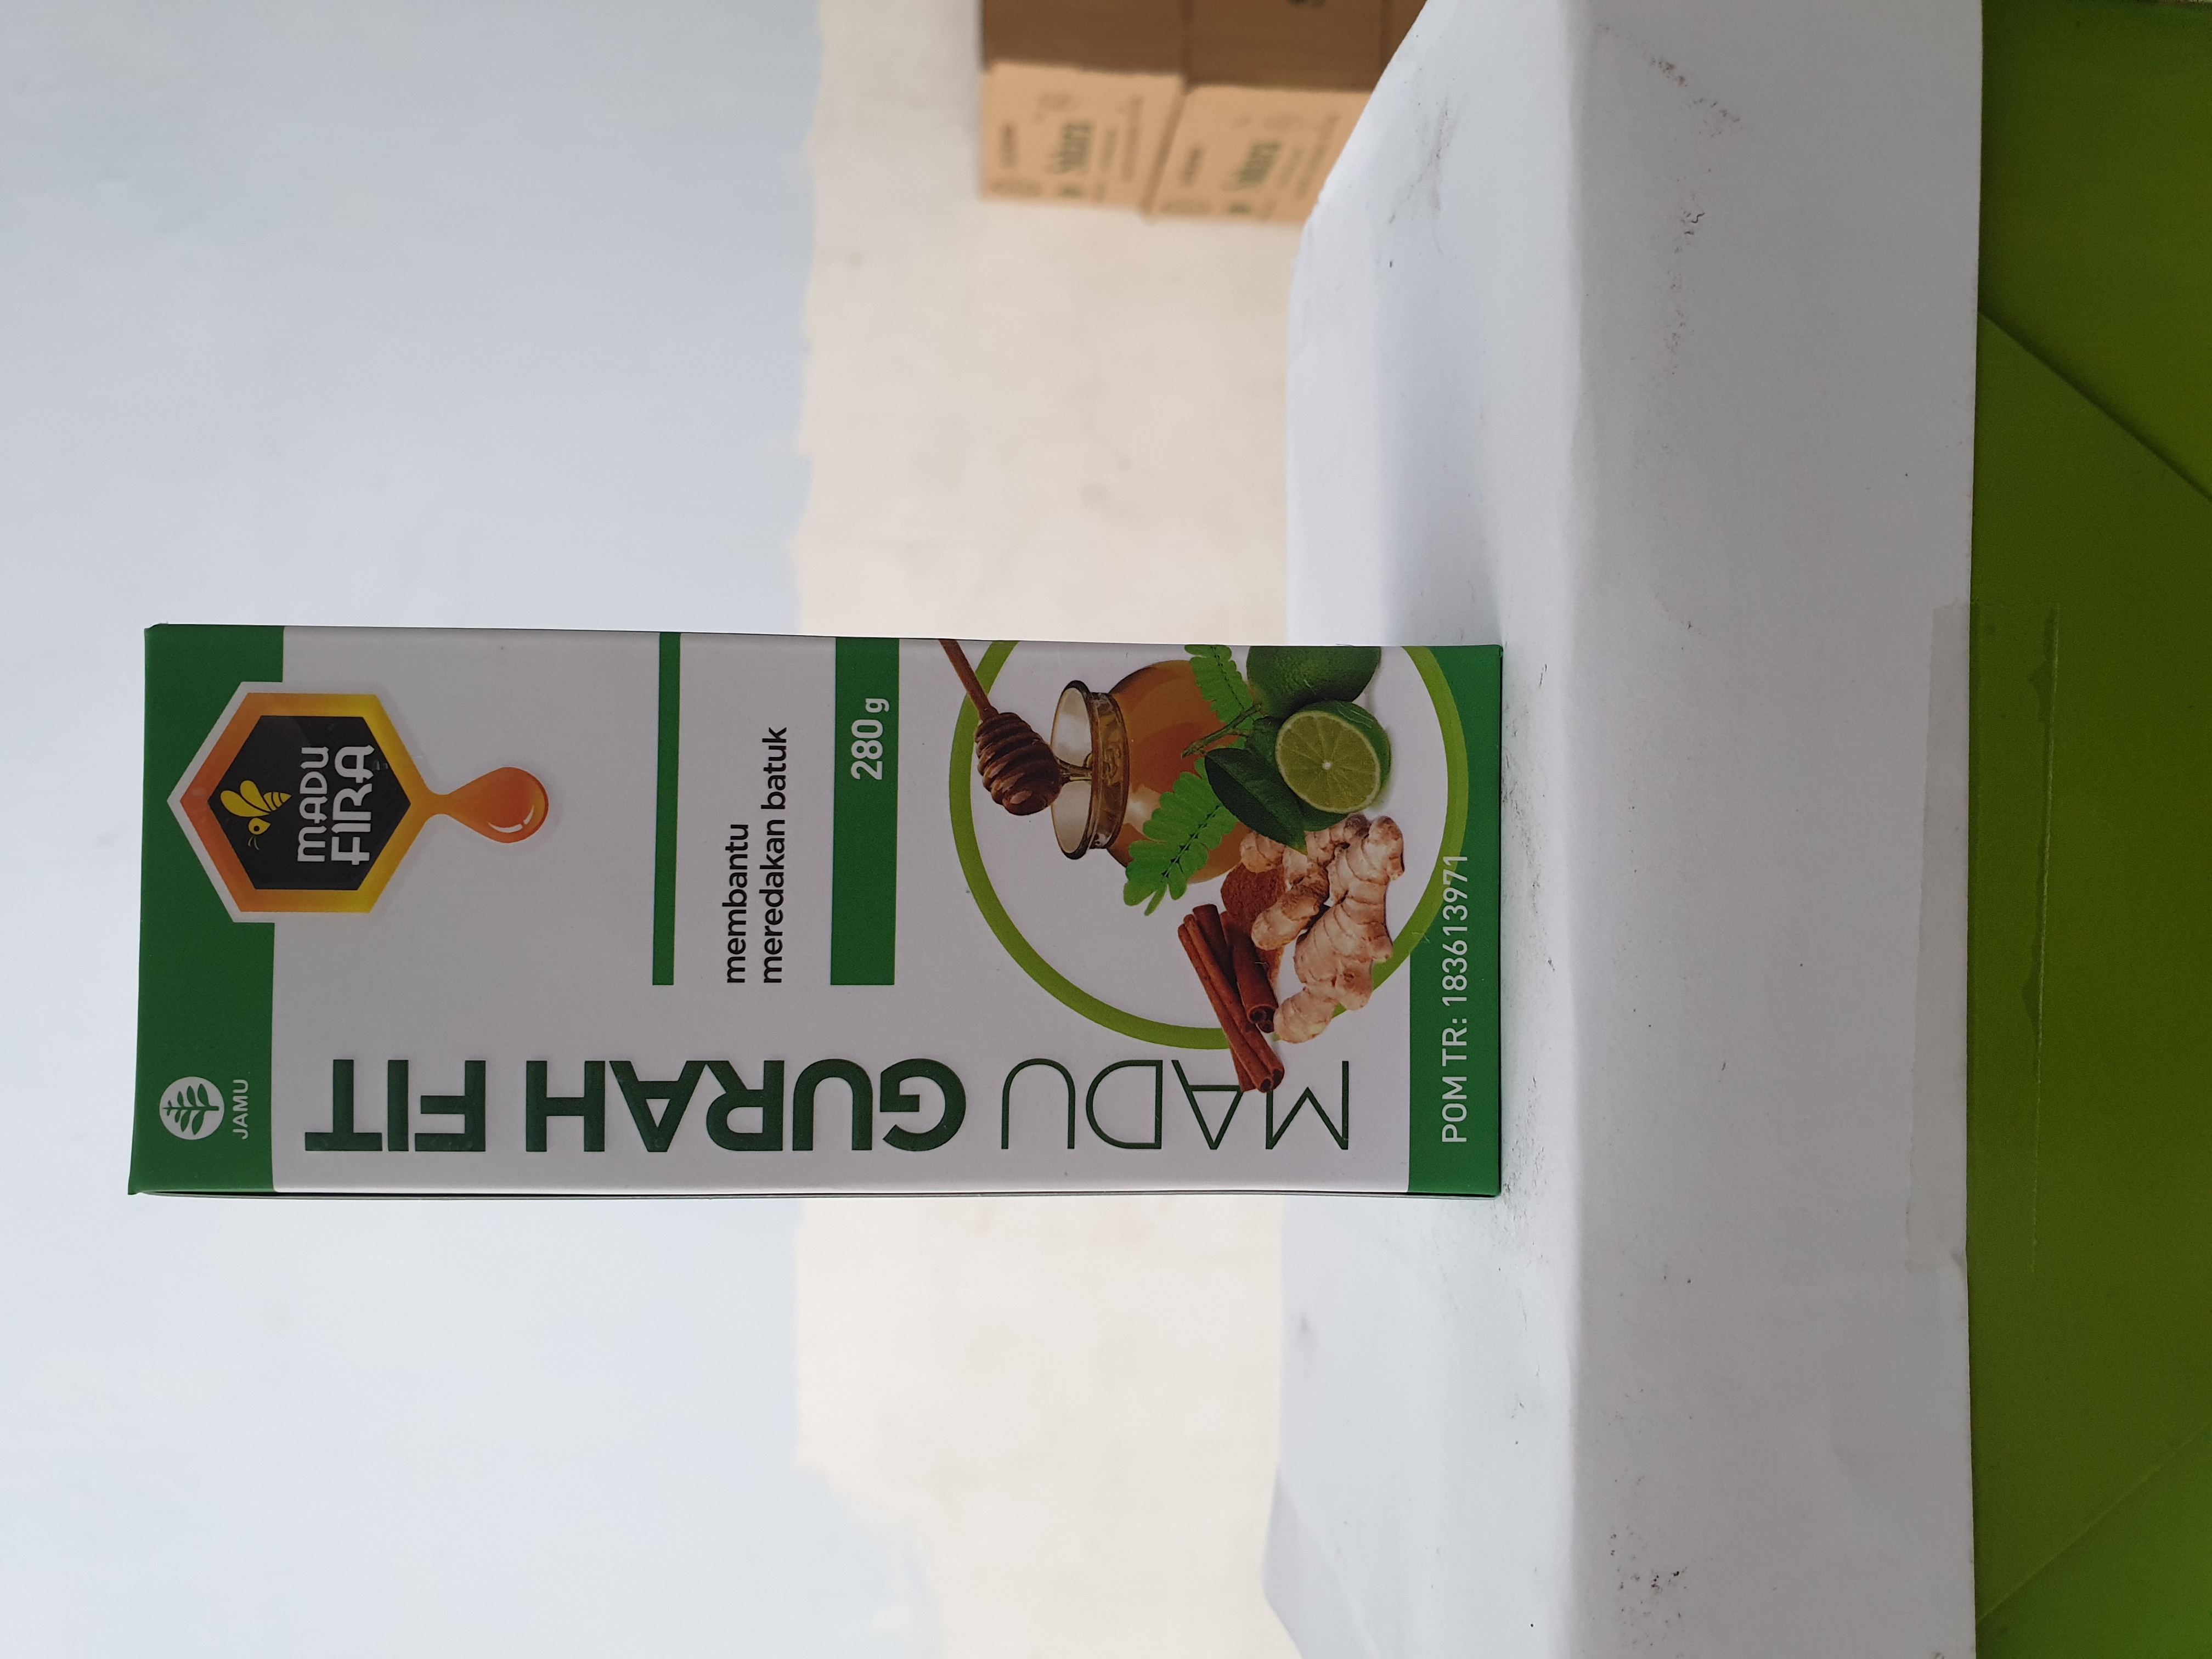 JAMU
MADU
FIRA
MADU GURAH FIT
membantu
meredakan batuk
280 g
POM TR: 183613971